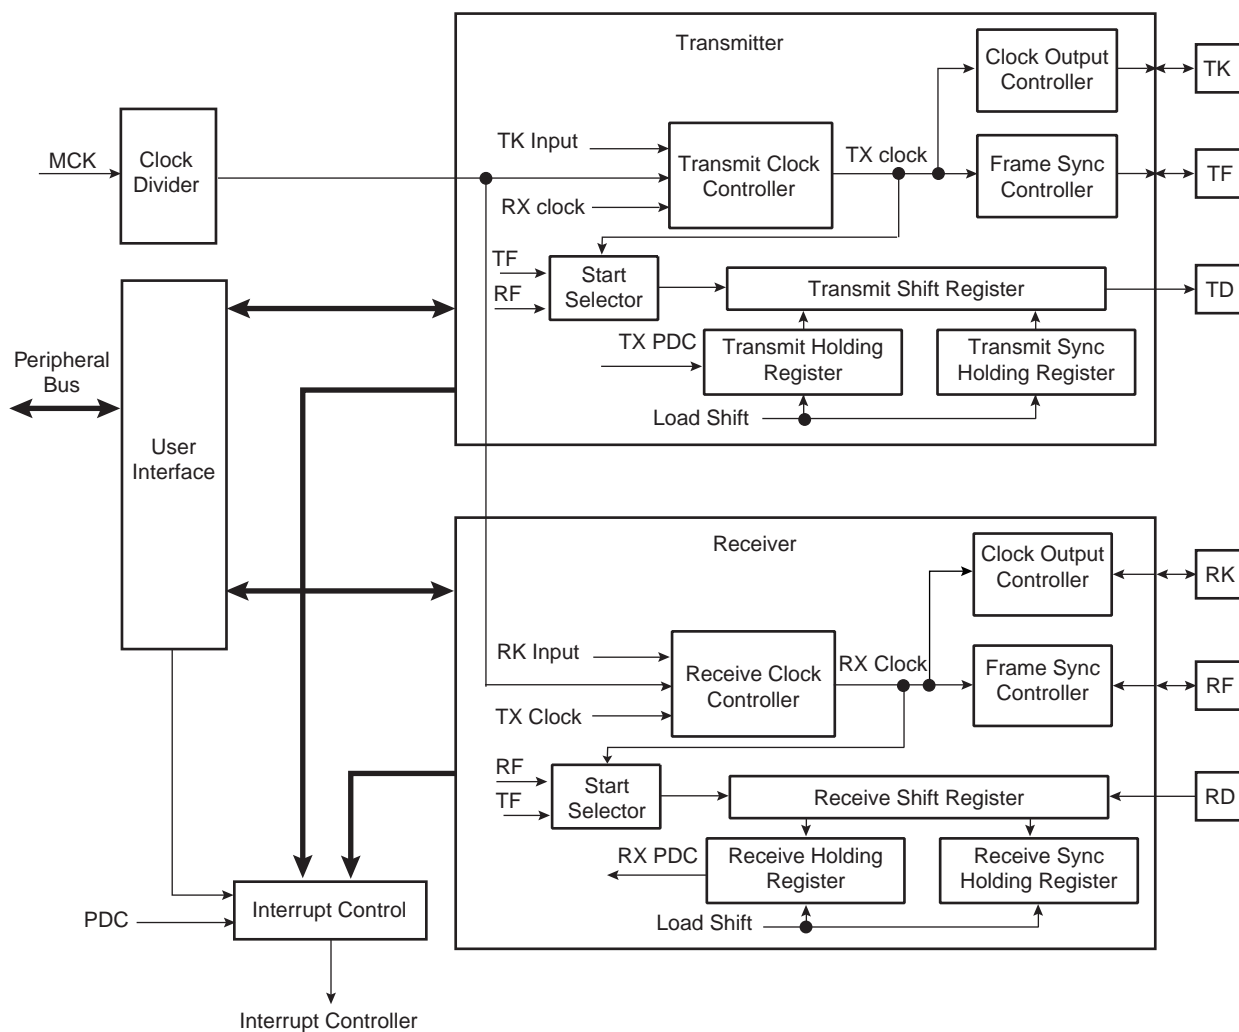 Transmitter
Clock Output
Controller
TK
MCK
Clock
Divider
TK Input
Transmit Clock
Controller
TX clock
Frame Sync
Controller
TF
RX clock
TF
RF
Start
Selector
Transmit Shift Register
TD
Peripheral
Bus
User
Interface
TX PDC
Transmit Holding
Register
Transmit Sync
Holding Register
Load Shift
Receiver
Clock Output
Controller
RK
RK Input
Receive Clock
Controller
RX Clock
Frame Sync
Controller
RF
TX Clock
RF
TF
Start
Selector
Receive Shift Register
RD
RX PDC
Receive Holding
Register
Receive Sync
Holding Register
Load Shift
PDC
Interrupt Control
Interrupt Controller